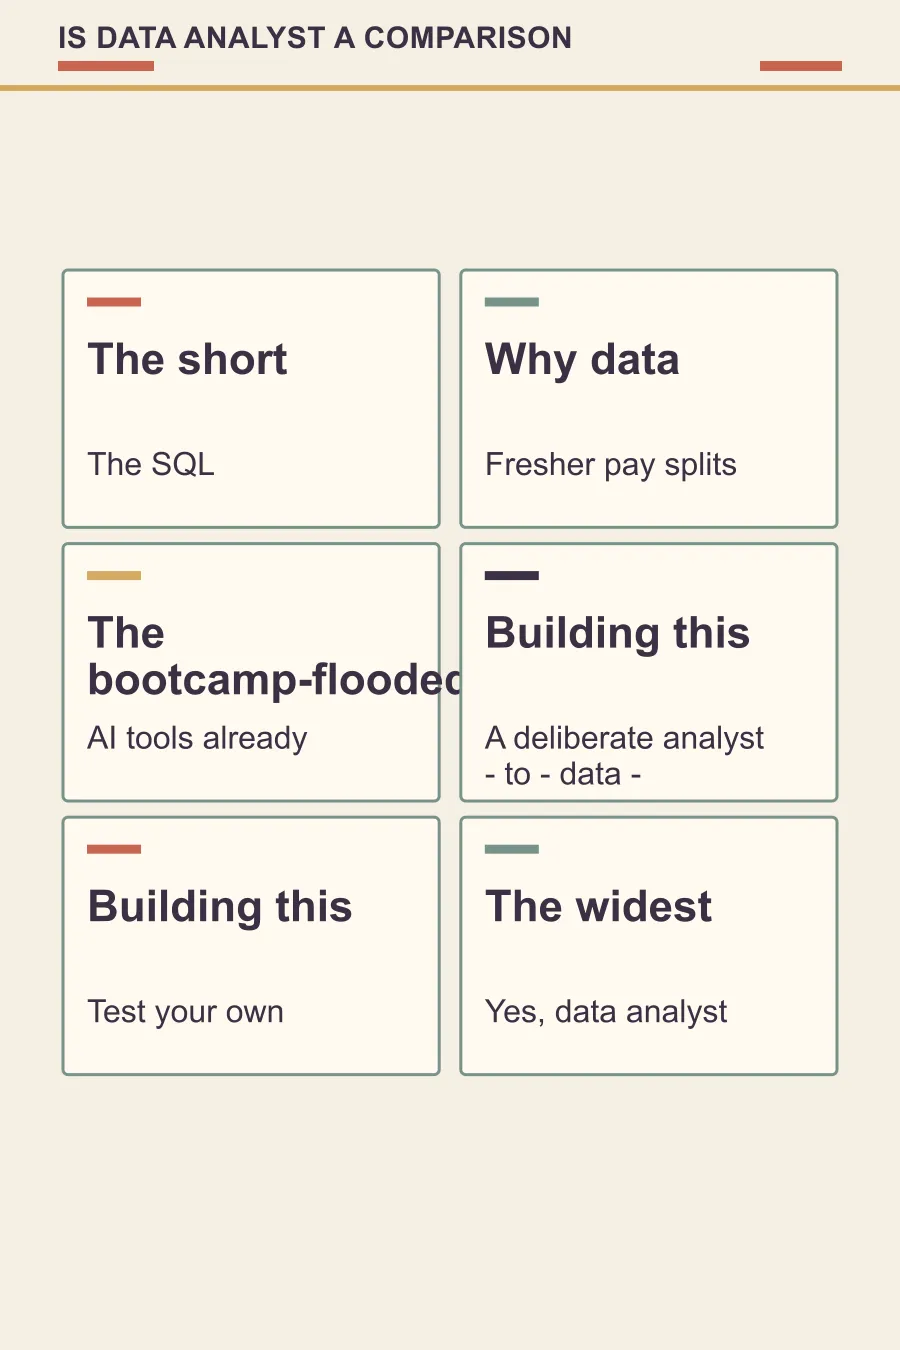 IS DATA ANALYST A COMPARISON
The short
The SQL
Why data
Fresher pay splits
The
bootcamp-flooded
AI tools already
Building this
A deliberate analyst
- to - data -
Building this
Test your own
The widest
Yes, data analyst